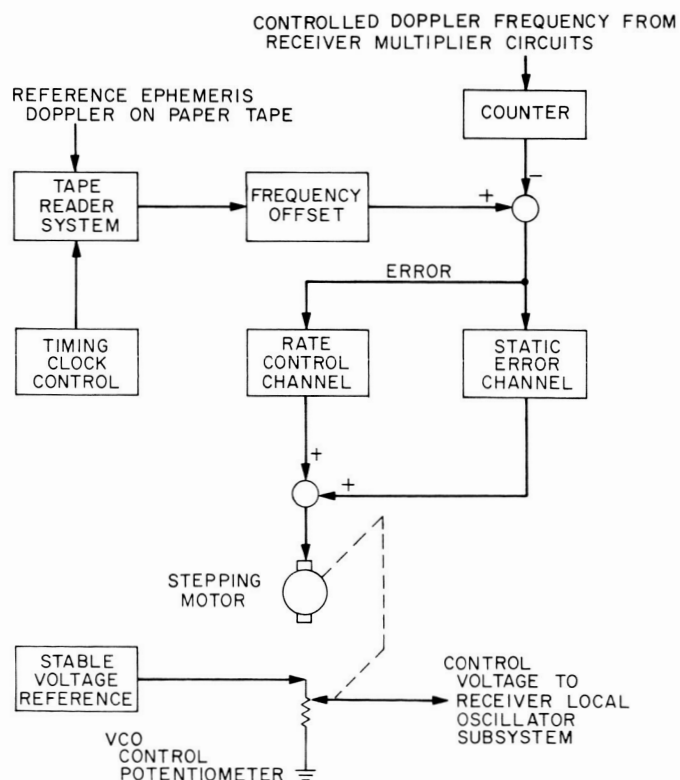 CONTROLLED DOPPLER FREQUENCY FROM
RECEIVER MULTIPLIER CIRCUITS
REFERENCE EPHEMERIS
DOPPLER ON PAPER TAPE
COUNTER
−
TAPE
READER
SYSTEM
FREQUENCY
OFFSET
+
ERROR
TIMING
CLOCK
CONTROL
RATE
CONTROL
CHANNEL
STATIC
ERROR
CHANNEL
+
+
STEPPING
MOTOR
STABLE
VOLTAGE
REFERENCE
CONTROL
VOLTAGE TO
RECEIVER LOCAL
OSCILLATOR
SUBSYSTEM
VCO
CONTROL
POTENTIOMETER